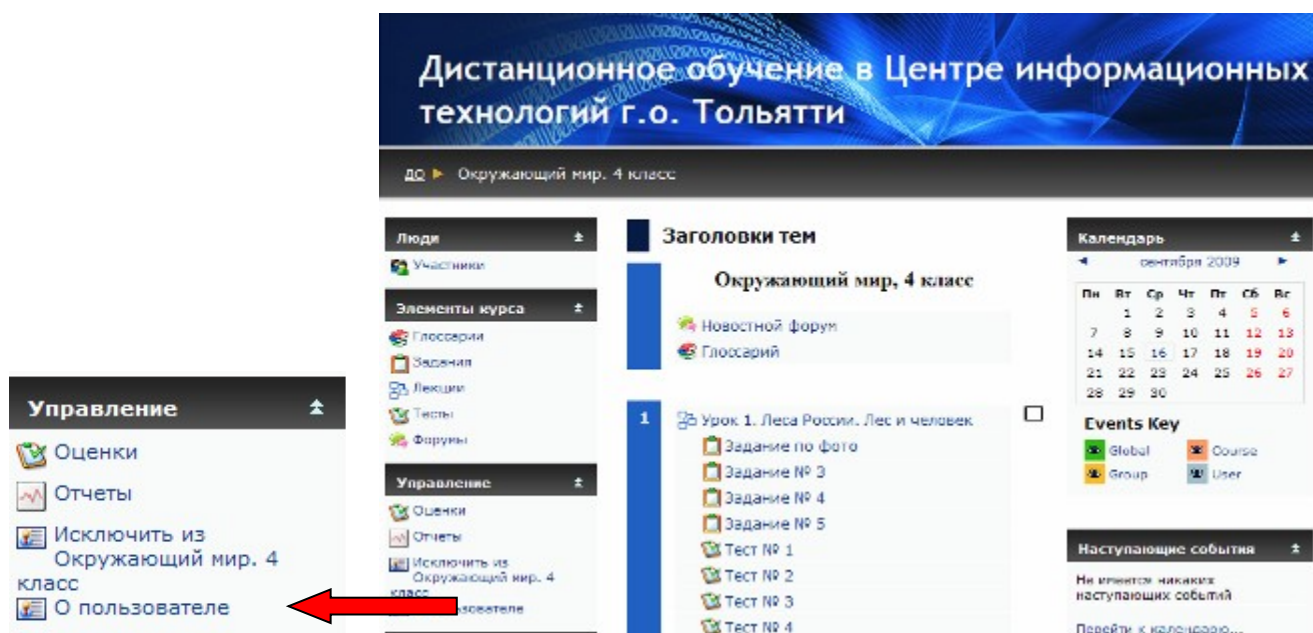 Дистанционное обучение в Центре информационных
технологий г.о. Тольятти
ДО ► Окружающий мир. 4 класс
Управление
Оценки
Отчеты
Исключить из
Окружающий мир. 4
класс
О пользователе
Люди
Участники
Элементы курса
Глоссарии
Задания
Лекции
Тесты
Форумы
Управление
Оценки
Отчеты
Исключить из
Окружающий мир. 4
класс
Заголовки тем
Окружающий мир, 4 класс
Новостной форум
Глоссарий
1
Урок 1. Леса России. Лес и человек
Задание по фото
Задание № 3
Задание № 4
Задание № 5
Тест № 1
Тест № 2
Тест № 3
Тест № 4
Календарь
сентября 2009
Пн Вт Ср Чт Пт Сб Вс
1 2 3 4 5 6
7 8 9 10 11 12 13
14 15 16 17 18 19 20
21 22 23 24 25 26 27
28 29 30
Events Key
Global Course
Group User
Наступающие события
Не имеется никаких
наступающих событий
Перейти к календарю...